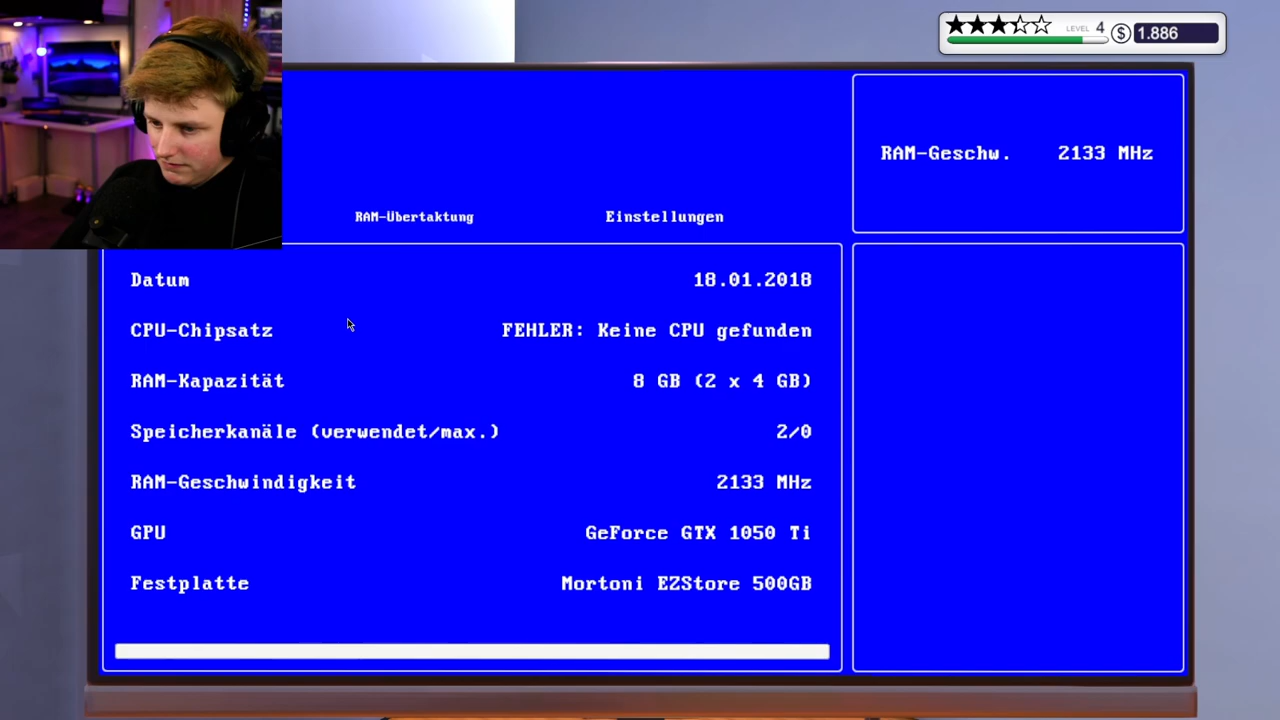 LEVEL 4 $ 1.886
RAM-Geschw. 2133 MHz
RAM-Übertaktung Einstellungen
Datum 18.01.2018
CPU-Chipsatz FEHLER: Keine CPU gefunden
RAM-Kapazität 8 GB (2 x 4 GB)
Speicherkanäle (verwendet/max.) 2/0
RAM-Geschwindigkeit 2133 MHz
GPU GeForce GTX 1050 Ti
Festplatte Mortoni EZStore 500GB